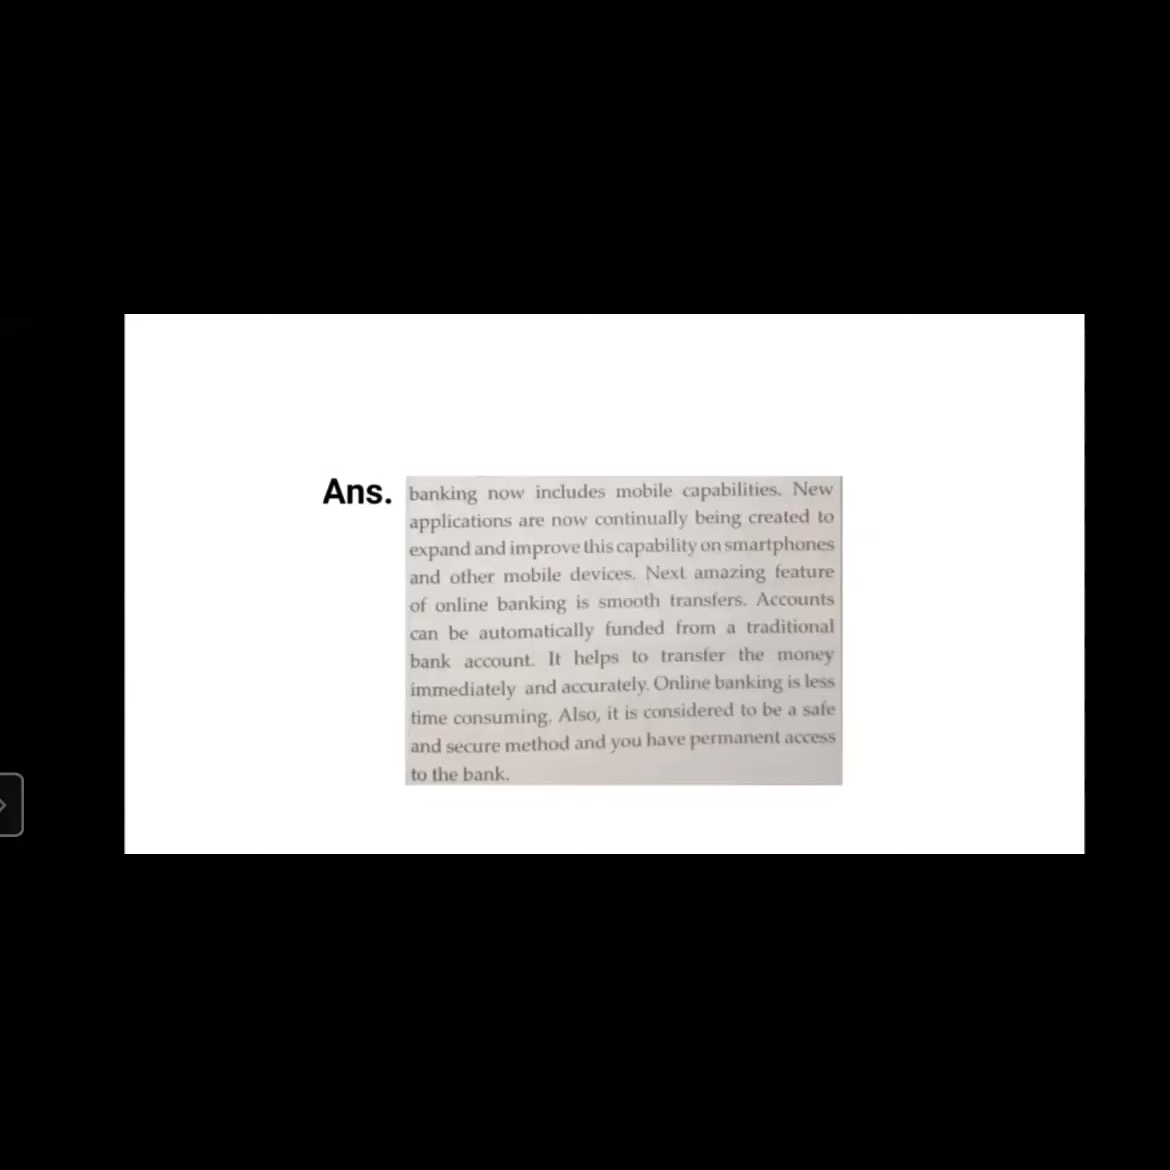 Ans.
banking now includes mobile capabilities. New
applications are now continually being created to
expand and improve this capability on smartphones
and other mobile devices. Next amazing feature
of online banking is smooth transfers. Accounts
can be automatically funded from a traditional
bank account. It helps to transfer the money
immediately and accurately. Online banking is less
time consuming. Also, it is considered to be a safe
and secure method and you have permanent access
to the bank.